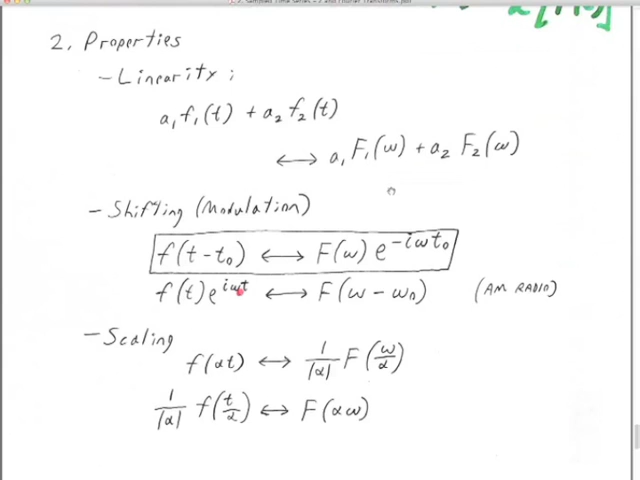 2. Properties
- Linearity:
a₁f₁(t) + a₂f₂(t)
⟷ a₁F₁(ω) + a₂F₂(ω)
- Shifting (Modulation)
f(t-t₀) ⟷ F(ω)e^{-iωt₀}
f(t)e^{iωt} ⟷ F(ω-ω₀) (AM RADIO)
- Scaling
f(αt) ⟷ 1/|α| F(ω/α)
1/|α| f(t/α) ⟷ F(αω)